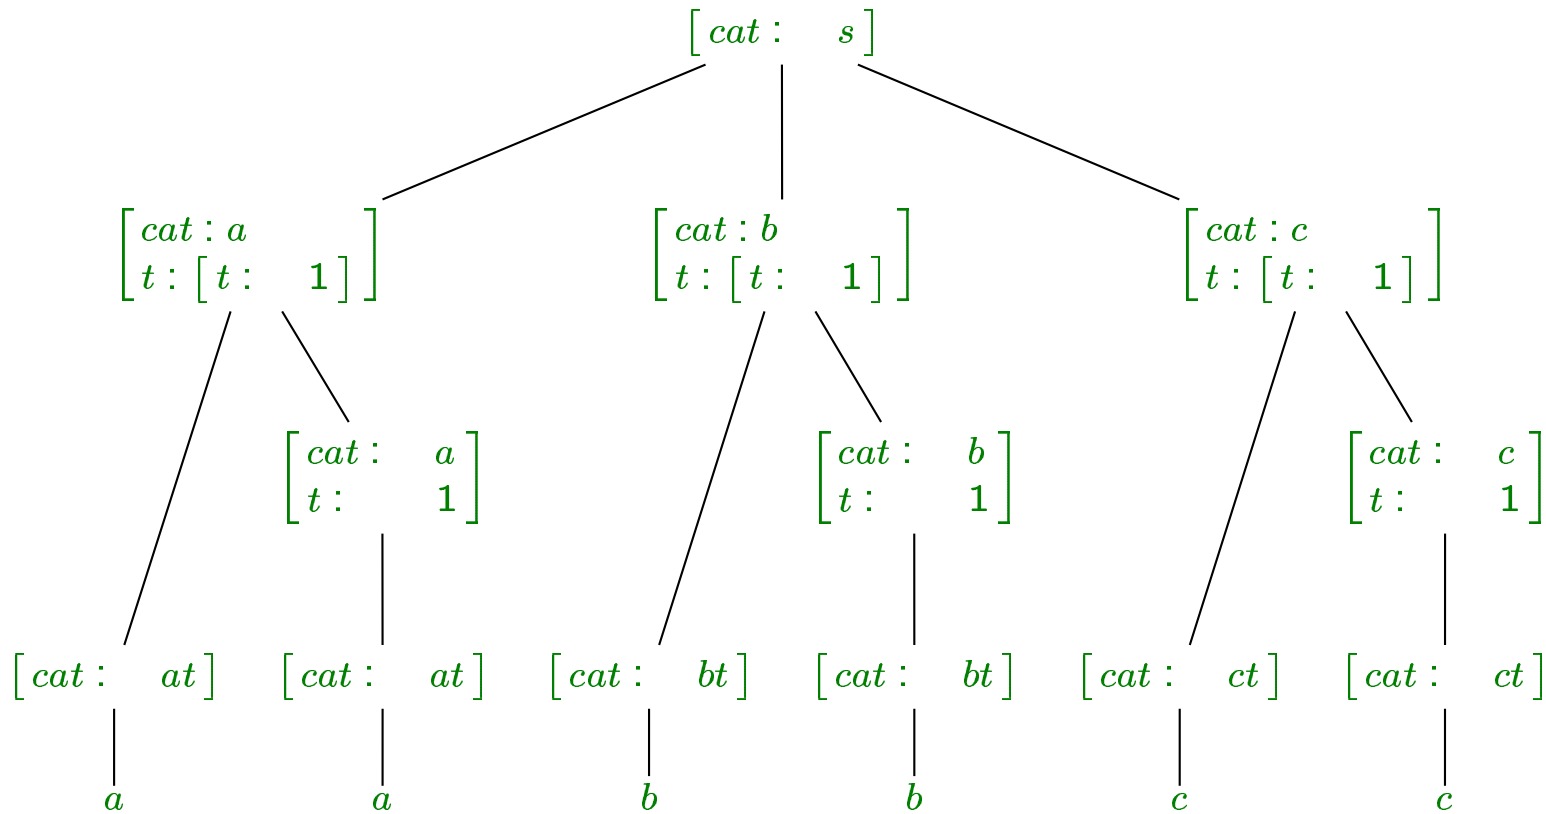 [ cat : s ]
[ cat : a [ cat : b [ cat : c
t : [ t : 1 ] ] t : [ t : 1 ] ] t : [ t : 1 ] ]
[ cat : a [ cat : b [ cat : c
t : 1 ] t : 1 ] t : 1 ]
[ cat : at ] [ cat : at ] [ cat : bt ] [ cat : bt ] [ cat : ct ] [ cat : ct ]
a a b b c c